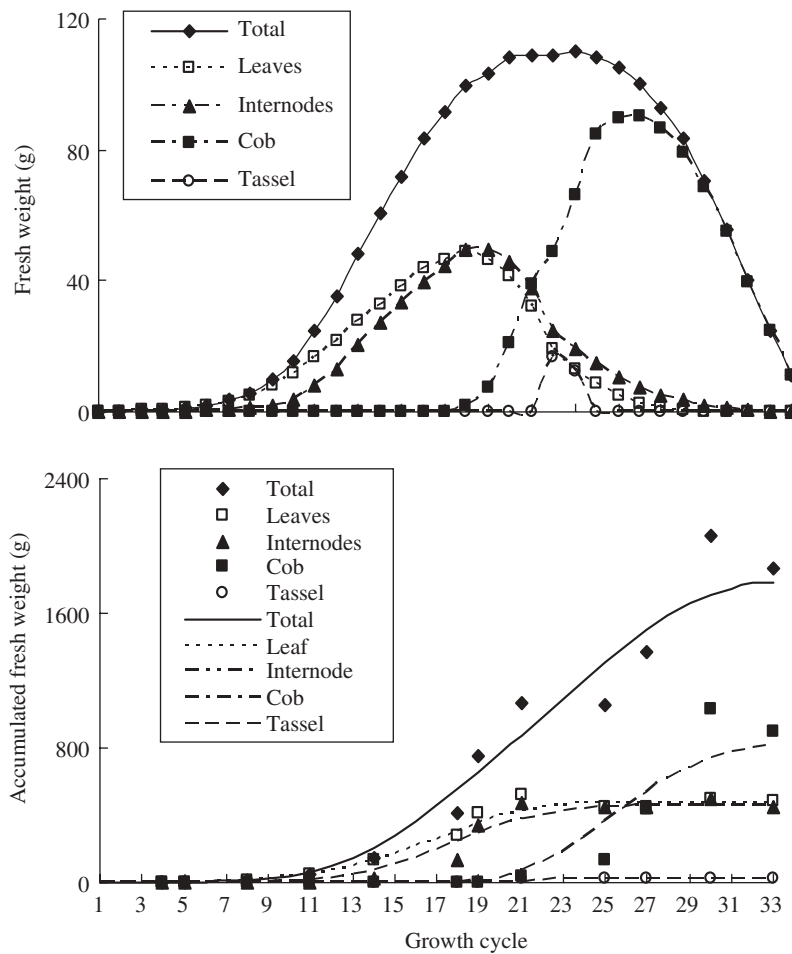 120
80
40
0
Fresh weight (g)
Total
Leaves
Internodes
Cob
Tassel
2400
1600
800
0
Accumulated fresh weight (g)
Total
Leaves
Internodes
Cob
Tassel
Total
Leaf
Internode
Cob
Tassel
1 3 5 7 9 11 13 15 17 19 21 23 25 27 29 31 33
Growth cycle